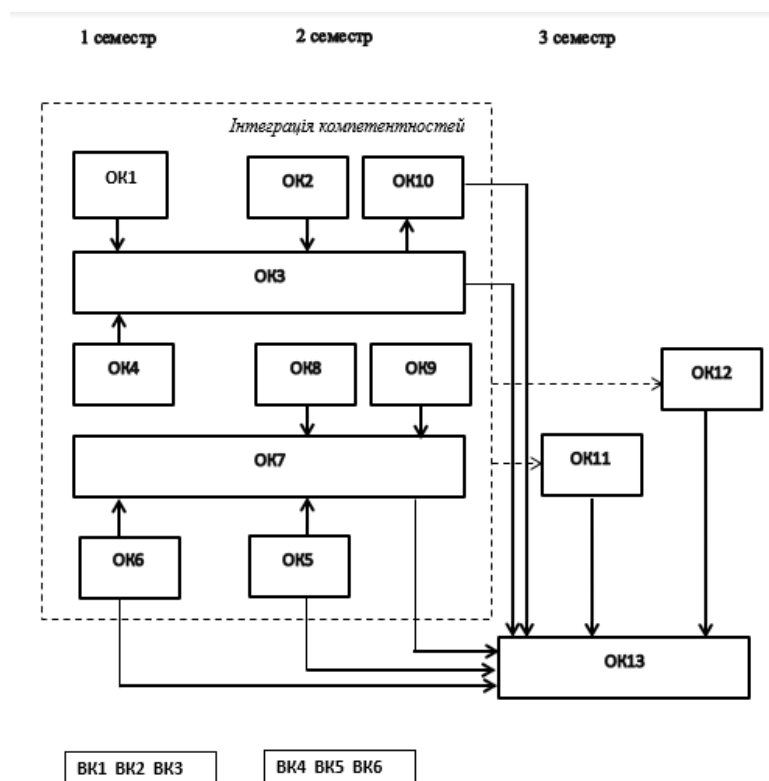 1 семестр 2 семестр 3 семестр
Інтеграція компетентностей
ОК1 ОК2 ОК10
ОК3
ОК4 ОК8 ОК9 ОК12
ОК7 ОК11
ОК6 ОК5
ОК13
ВК1 ВК2 ВК3 ВК4 ВК5 ВК6